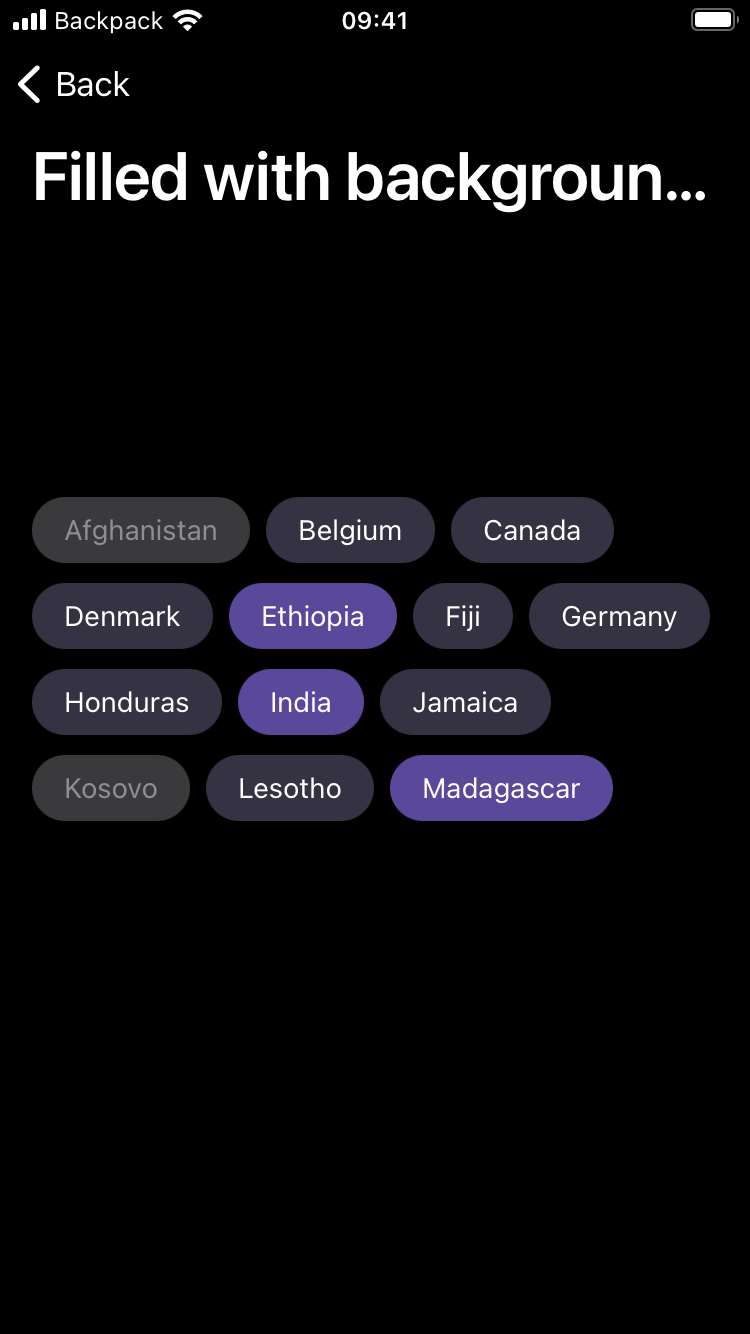 Backpack 09:41
Back
Filled with backgroun...
Afghanistan Belgium Canada
Denmark Ethiopia Fiji Germany
Honduras India Jamaica
Kosovo Lesotho Madagascar